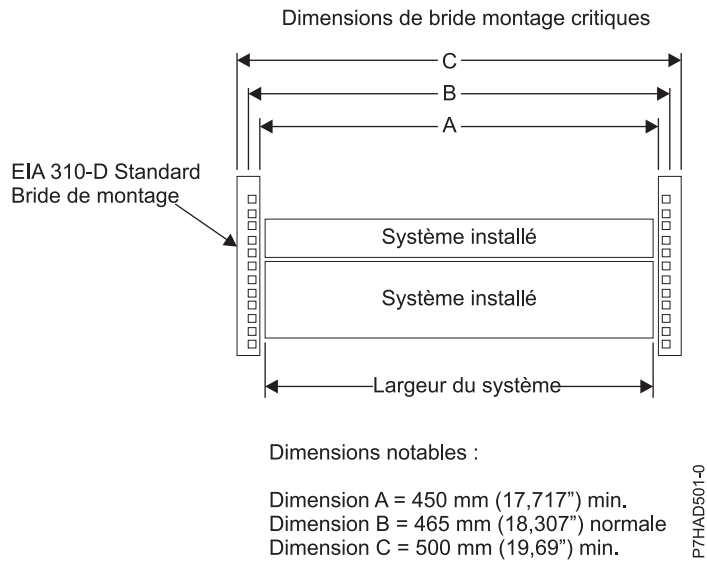 Dimensions de bride montage critiques
C
B
A
EIA 310-D Standard
Bride de montage
Système installé
Système installé
Largeur du système
Dimensions notables :
Dimension A = 450 mm (17,717”) min.
Dimension B = 465 mm (18,307”) normale
Dimension C = 500 mm (19,69”) min.
P7HAD501-0